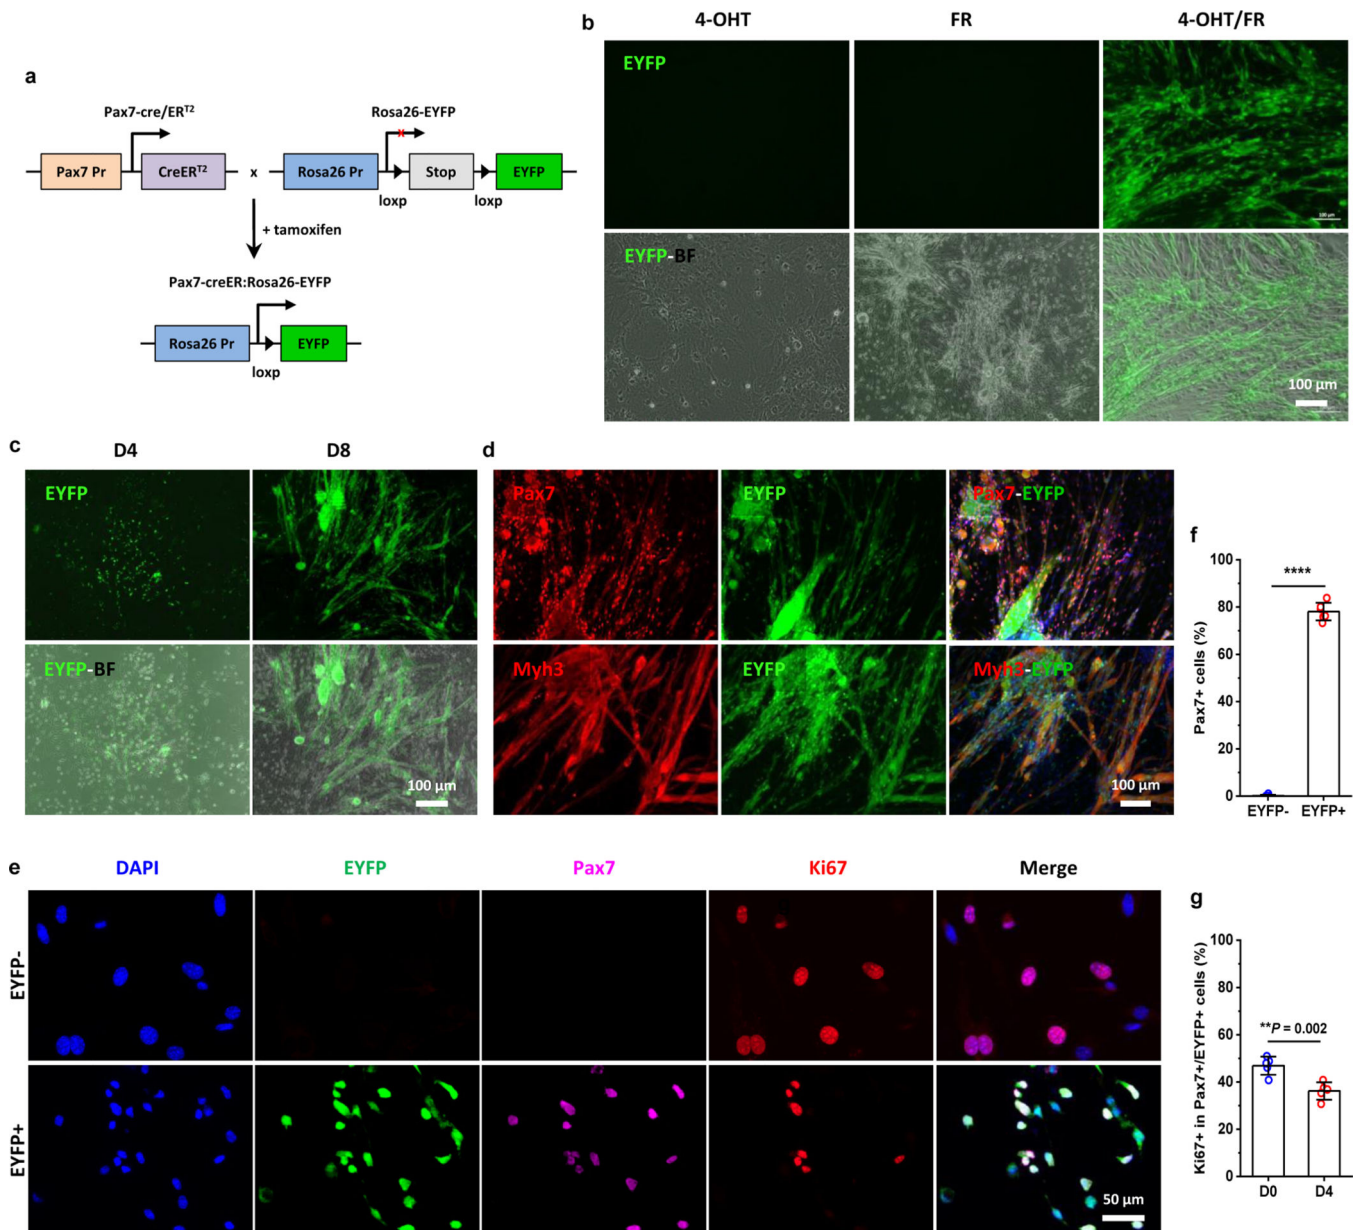 a
Pax7-cre/ERT2
Rosa26-EYFP
x
Pax7 Pr
CreERT2
x
Rosa26 Pr
Stop
EYFP
loxp
loxp
+ tamoxifen
Pax7-creER:Rosa26-EYFP
Rosa26 Pr
EYFP
loxp
b
4-OHT
FR
4-OHT/FR
EYFP
100 µm
EYFP-BF
100 µm
c
D4
D8
EYFP
EYFP-BF
100 µm
d
Pax7
EYFP
Pax7-EYFP
Myh3
EYFP
Myh3-EYFP
100 µm
f
Pax7+ cells (%)
100
80
60
40
20
0
****
EYFP-
EYFP+
e
DAPI
EYFP
Pax7
Ki67
Merge
EYFP-
EYFP+
50 µm
g
Ki67+ in Pax7+/EYFP+ cells (%)
100
80
60
40
20
0
**P = 0.002
D0
D4